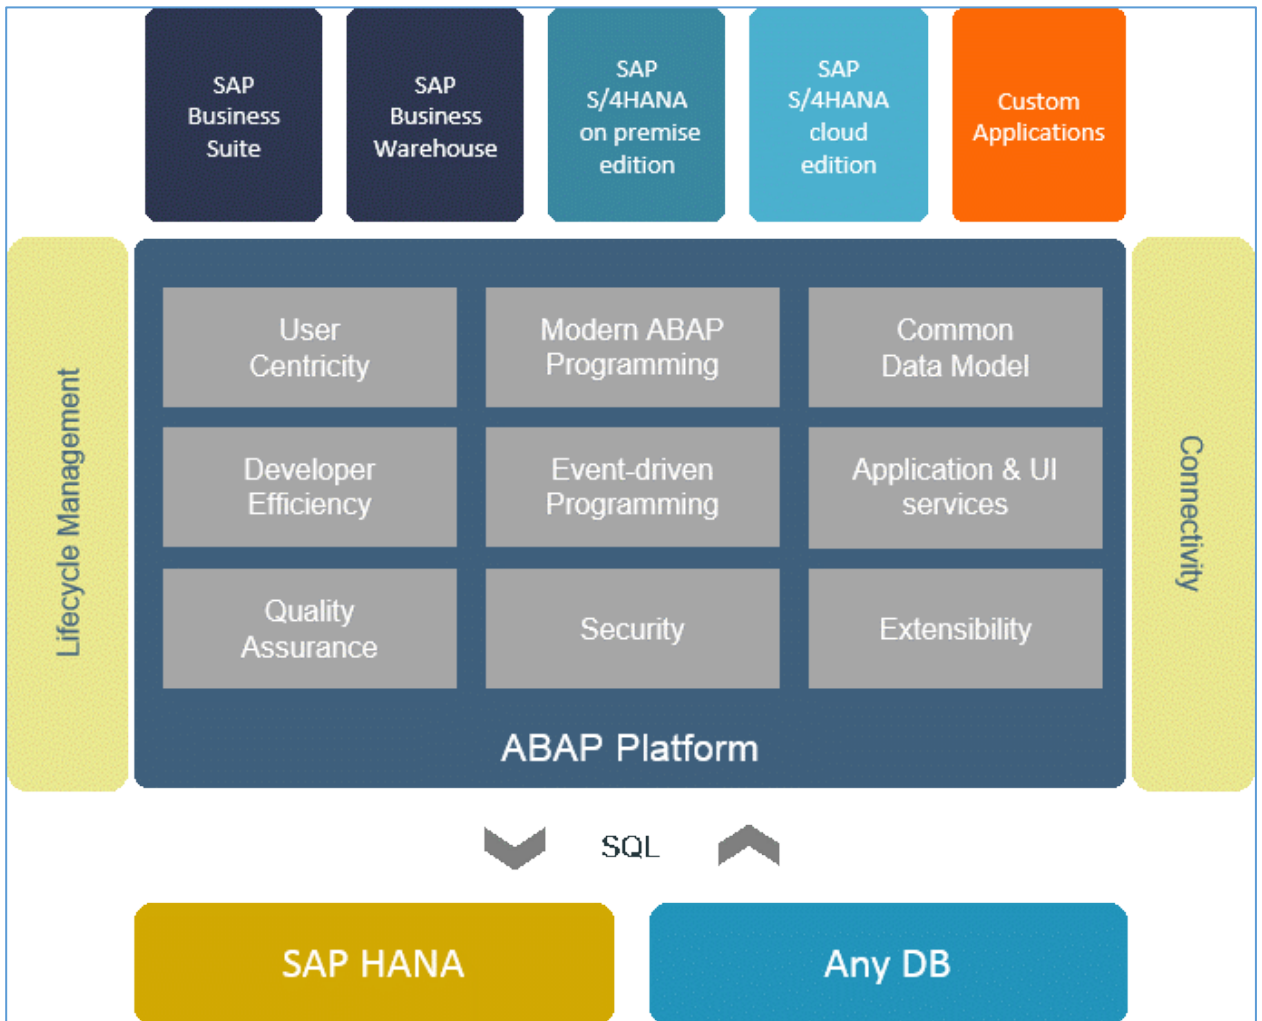 SAP
Business
Suite
SAP
Business
Warehouse
SAP
S/4HANA
on premise
edition
SAP
S/4HANA
cloud
edition
Custom
Applications
Lifecycle Management
User
Centricity
Modern ABAP
Programming
Common
Data Model
Developer
Efficiency
Event-driven
Programming
Application & UI
services
Quality
Assurance
Security
Extensibility
ABAP Platform
Connectivity
SQL
SAP HANA
Any DB